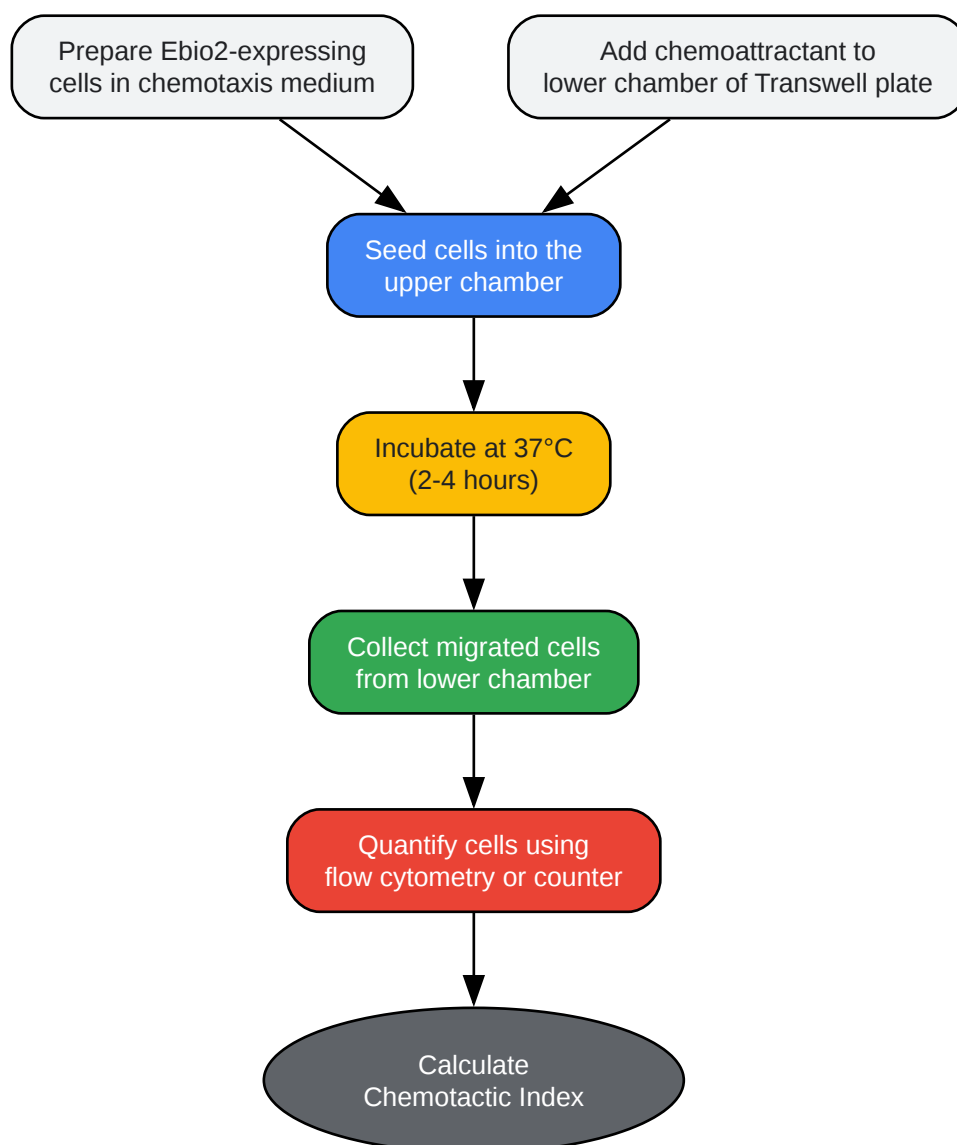 Prepare Ebio2-expressing
cells in chemotaxis medium
Add chemoattractant to
lower chamber of Transwell plate
Seed cells into the
upper chamber
Incubate at 37°C
(2-4 hours)
Collect migrated cells
from lower chamber
Quantify cells using
flow cytometry or counter
Calculate
Chemotactic Index